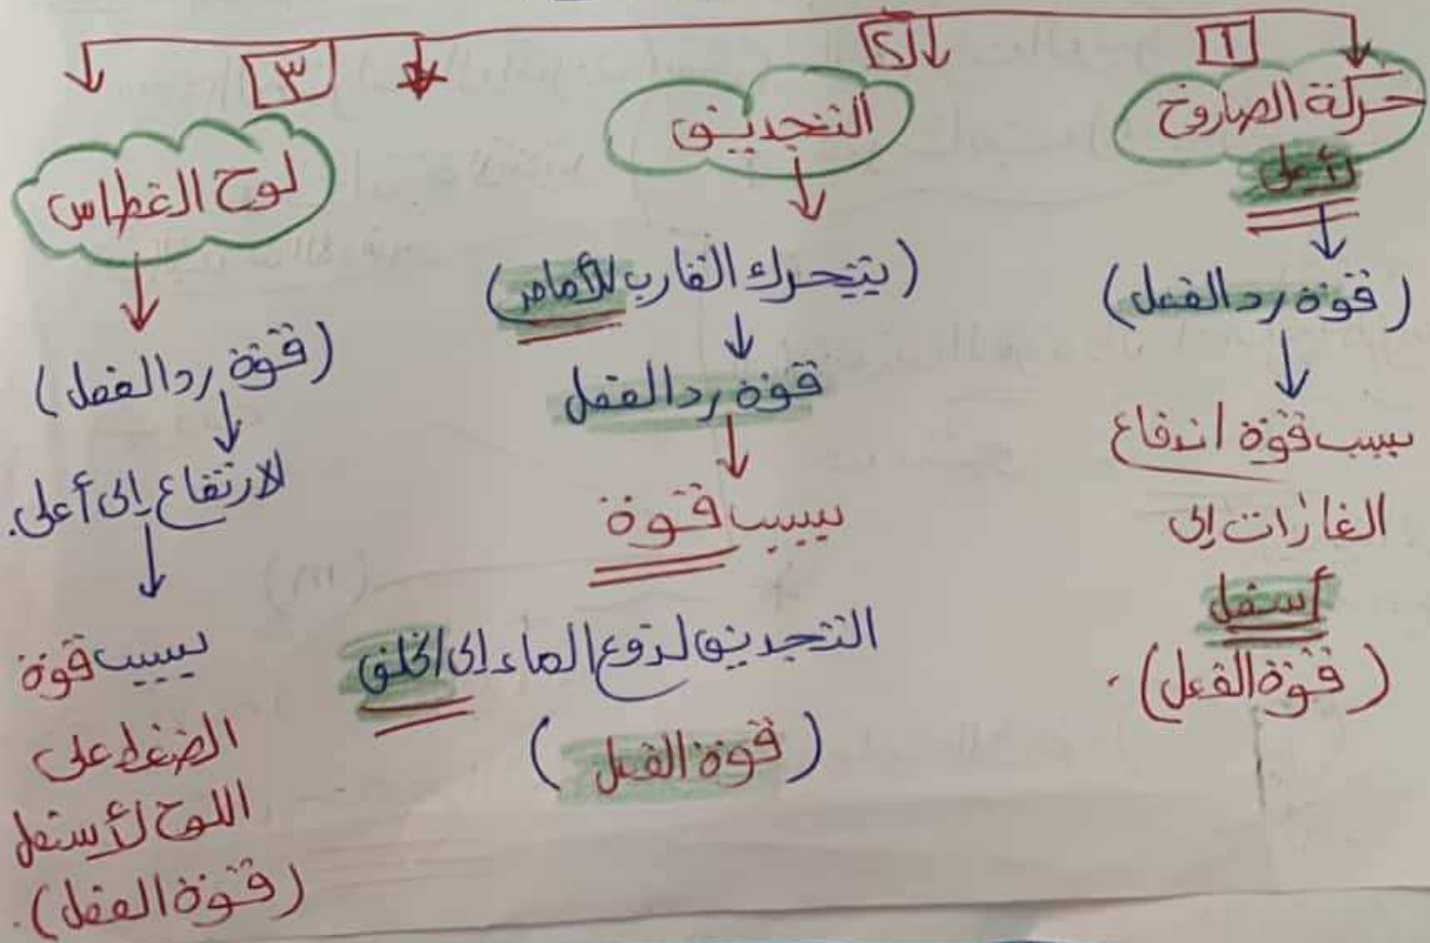 ١
حركة الصاروخ
لأعلى
(قوة رد الفعل)
بسبب قوة اندفاع
الغازات إلى
أسفل
(قوة الفعل).
٢
التجديف
(يتحرك القارب للأمام)
قوة رد الفعل
بسبب قوة
التجديف لدفع الماء إلى الخلف
(قوة الفعل)
٣
لوح الغطاس
(قوة رد الفعل)
للارتفاع إلى أعلى.
بسبب قوة
الضغط على
اللوح لأسفل
(قوة الفعل).